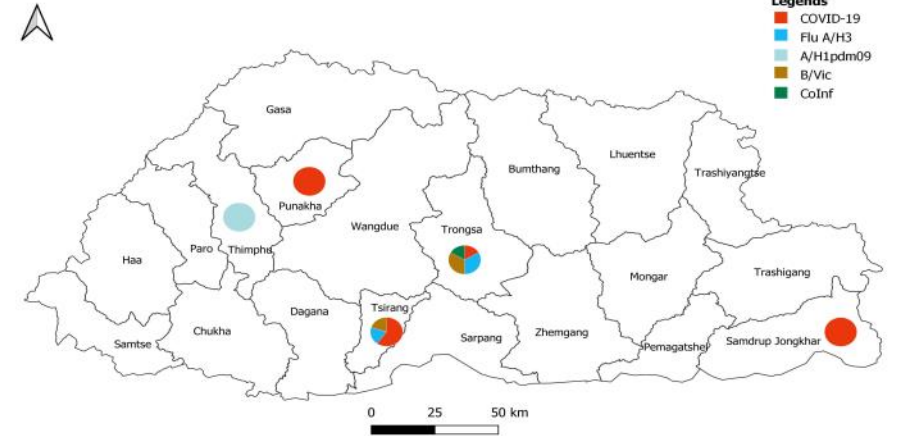 Legends
COVID-19
Flu A/H3
A/H1pdm09
B/Vic
CoInf
Gasa
Lhuentse
Bumthang
Trashiyangtse
Punakha
Wangdue
Trongsa
Paro
Thimphu
Haa
Mongar
Trashigang
Tsirang
Dagana
Chukha
Zhemgang
Sarpang
Samtse
Pemagatshel
Samdrup Jongkhar
0 25 50 km